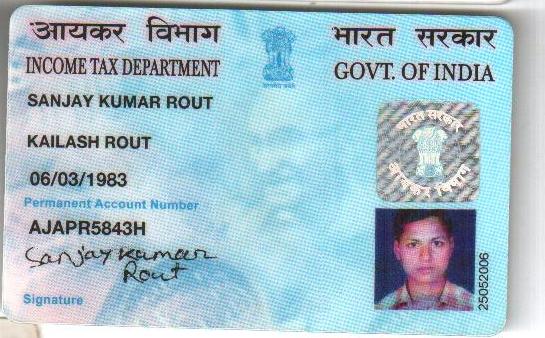 आयकर विभाग
भारत सरकार
INCOME TAX DEPARTMENT
GOVT. OF INDIA
SANJAY KUMAR ROUT
KAILASH ROUT
06/03/1983
Permanent Account Number
AJAPR5843H
Sanjay Kumar
Rout
Signature
भारत सरकार
आयकर विभाग
25052006